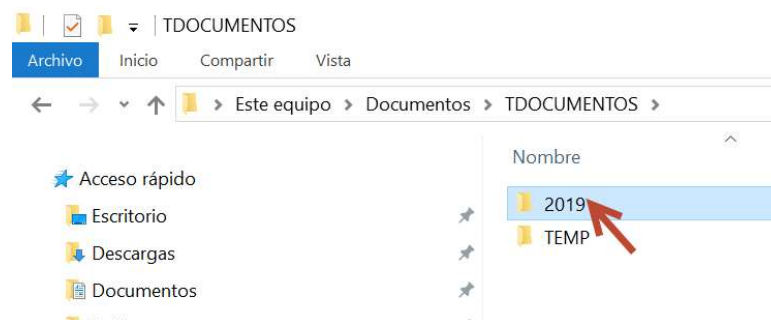 TDOCUMENTOS
Archivo Inicio Compartir Vista
Este equipo > Documentos > TDOCUMENTOS >
Nombre
Acceso rápido
2019
Escritorio
TEMP
Descargas
Documentos